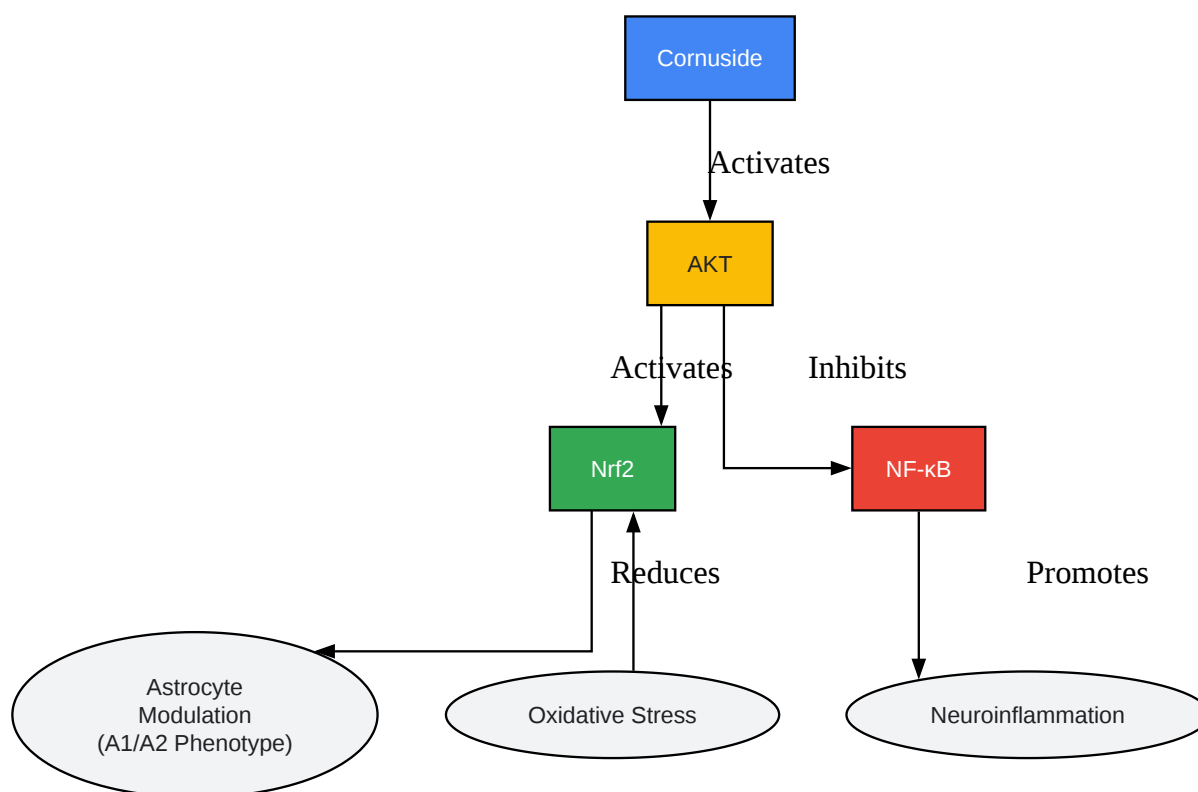 Cornuside
Activates
AKT
Activates
Inhibits
Nrf2
NF-κB
Reduces
Promotes
Astrocyte
Modulation
(A1/A2 Phenotype)
Oxidative Stress
Neuroinflammation